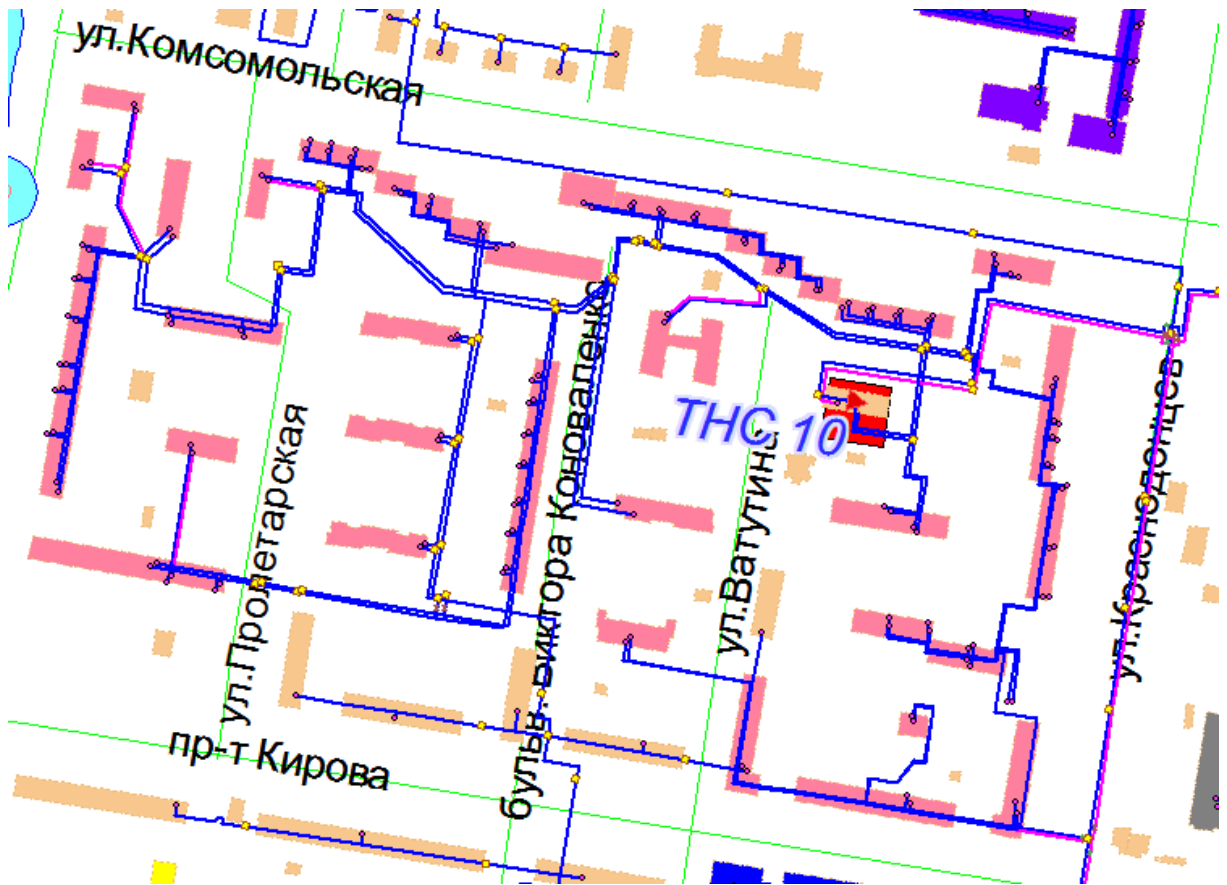 ул.Комсомольская
ТНС 10
ул.Пролетарская
бульв. Виктора Коноваленко
ул.Ватутина
ул.Краснодонцев
пр-т Кирова